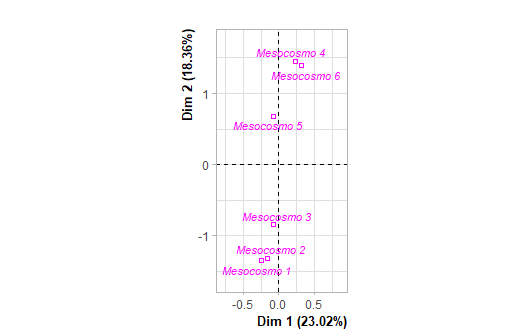 Dim 2 (18.36%)
Mesocosmo 4
Mesocosmo 6
1
Mesocosmo 5
0
Mesocosmo 3
-1
Mesocosmo 2
Mesocosmo 1
-0.5 0.0 0.5
Dim 1 (23.02%)